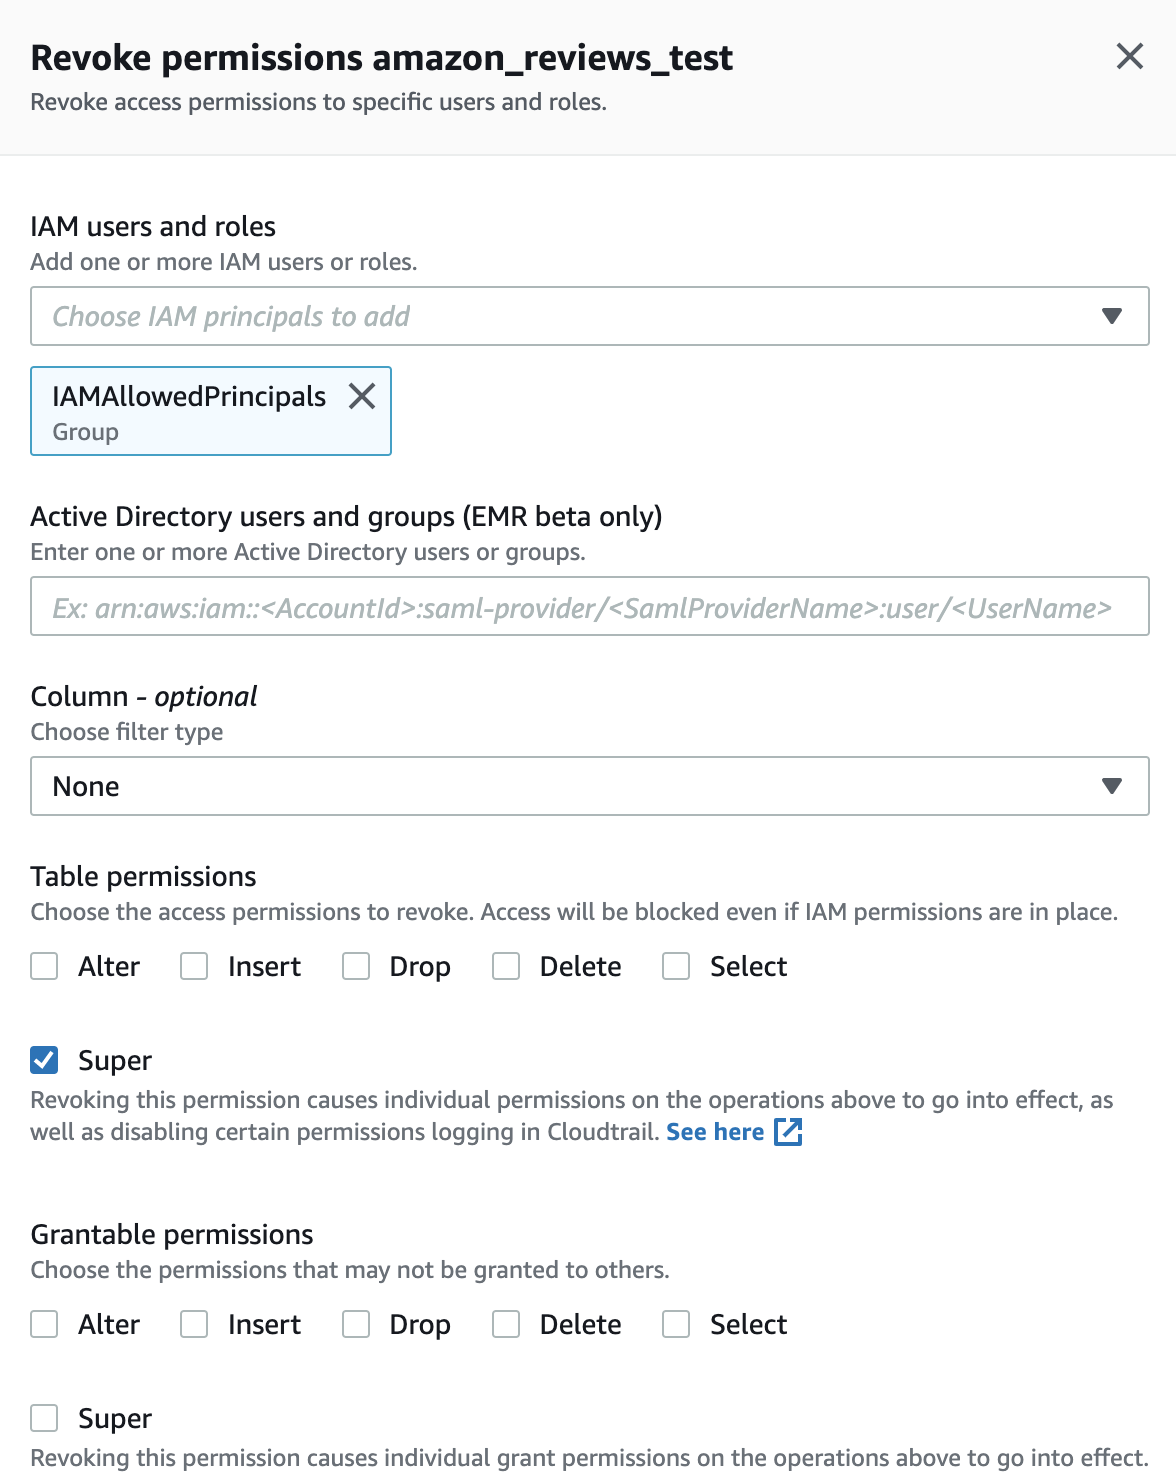 Revoke permissions amazon_reviews_test
Revoke access permissions to specific users and roles.
IAM users and roles
Add one or more IAM users or roles.
Choose IAM principals to add
IAMAllowedPrincipals
Group
Active Directory users and groups (EMR beta only)
Enter one or more Active Directory users or groups.
Ex: arn:aws:iam::<AccountId>:saml-provider/<SamlProviderName>:user/<UserName>
Column - optional
Choose filter type
None
Table permissions
Choose the access permissions to revoke. Access will be blocked even if IAM permissions are in place.
Alter Insert Drop Delete Select
Super
Revoking this permission causes individual permissions on the operations above to go into effect, as
well as disabling certain permissions logging in Cloudtrail. See here
Grantable permissions
Choose the permissions that may not be granted to others.
Alter Insert Drop Delete Select
Super
Revoking this permission causes individual grant permissions on the operations above to go into effect.